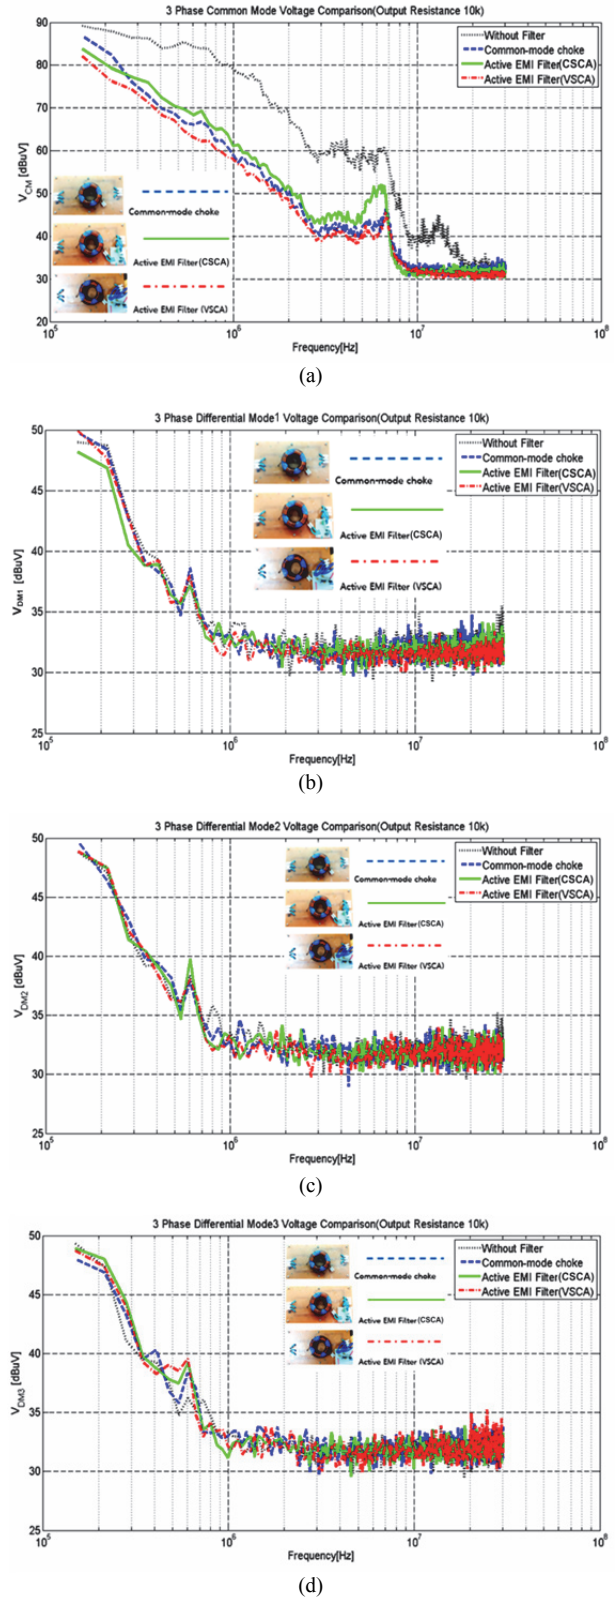 3 Phase Common Mode Voltage Comparison(Output Resistance 10k)
90
80
70
60
50
40
30
20
V_CM [dBuV]
Without Filter
Common-mode choke
Active EMI Filter(CSCA)
Active EMI Filter(VSCA)
Common-mode choke
Active EMI Filter(CSCA)
Active EMI Filter (VSCA)
10^5
10^6
10^7
10^8
Frequency[Hz]
(a)
3 Phase Differential Mode1 Voltage Comparison(Output Resistance 10k)
50
45
40
35
30
25
V_DM1 [dBuV]
Without Filter
Common-mode choke
Active EMI Filter(CSCA)
Active EMI Filter(VSCA)
Common-mode choke
Active EMI Filter(CSCA)
Active EMI Filter (VSCA)
10^5
10^6
10^7
10^8
Frequency[Hz]
(b)
3 Phase Differential Mode2 Voltage Comparison(Output Resistance 10k)
50
45
40
35
30
25
V_DM2 [dBuV]
Without Filter
Common-mode choke
Active EMI Filter(CSCA)
Active EMI Filter(VSCA)
Common-mode choke
Active EMI Filter(CSCA)
Active EMI Filter (VSCA)
10^5
10^6
10^7
10^8
Frequency[Hz]
(c)
3 Phase Differential Mode3 Voltage Comparison(Output Resistance 10k)
50
45
40
35
30
25
V_DM3 [dBuV]
Without Filter
Common-mode choke
Active EMI Filter(CSCA)
Active EMI Filter(VSCA)
Common-mode choke
Active EMI Filter(CSCA)
Active EMI Filter (VSCA)
10^5
10^6
10^7
10^8
Frequency[Hz]
(d)